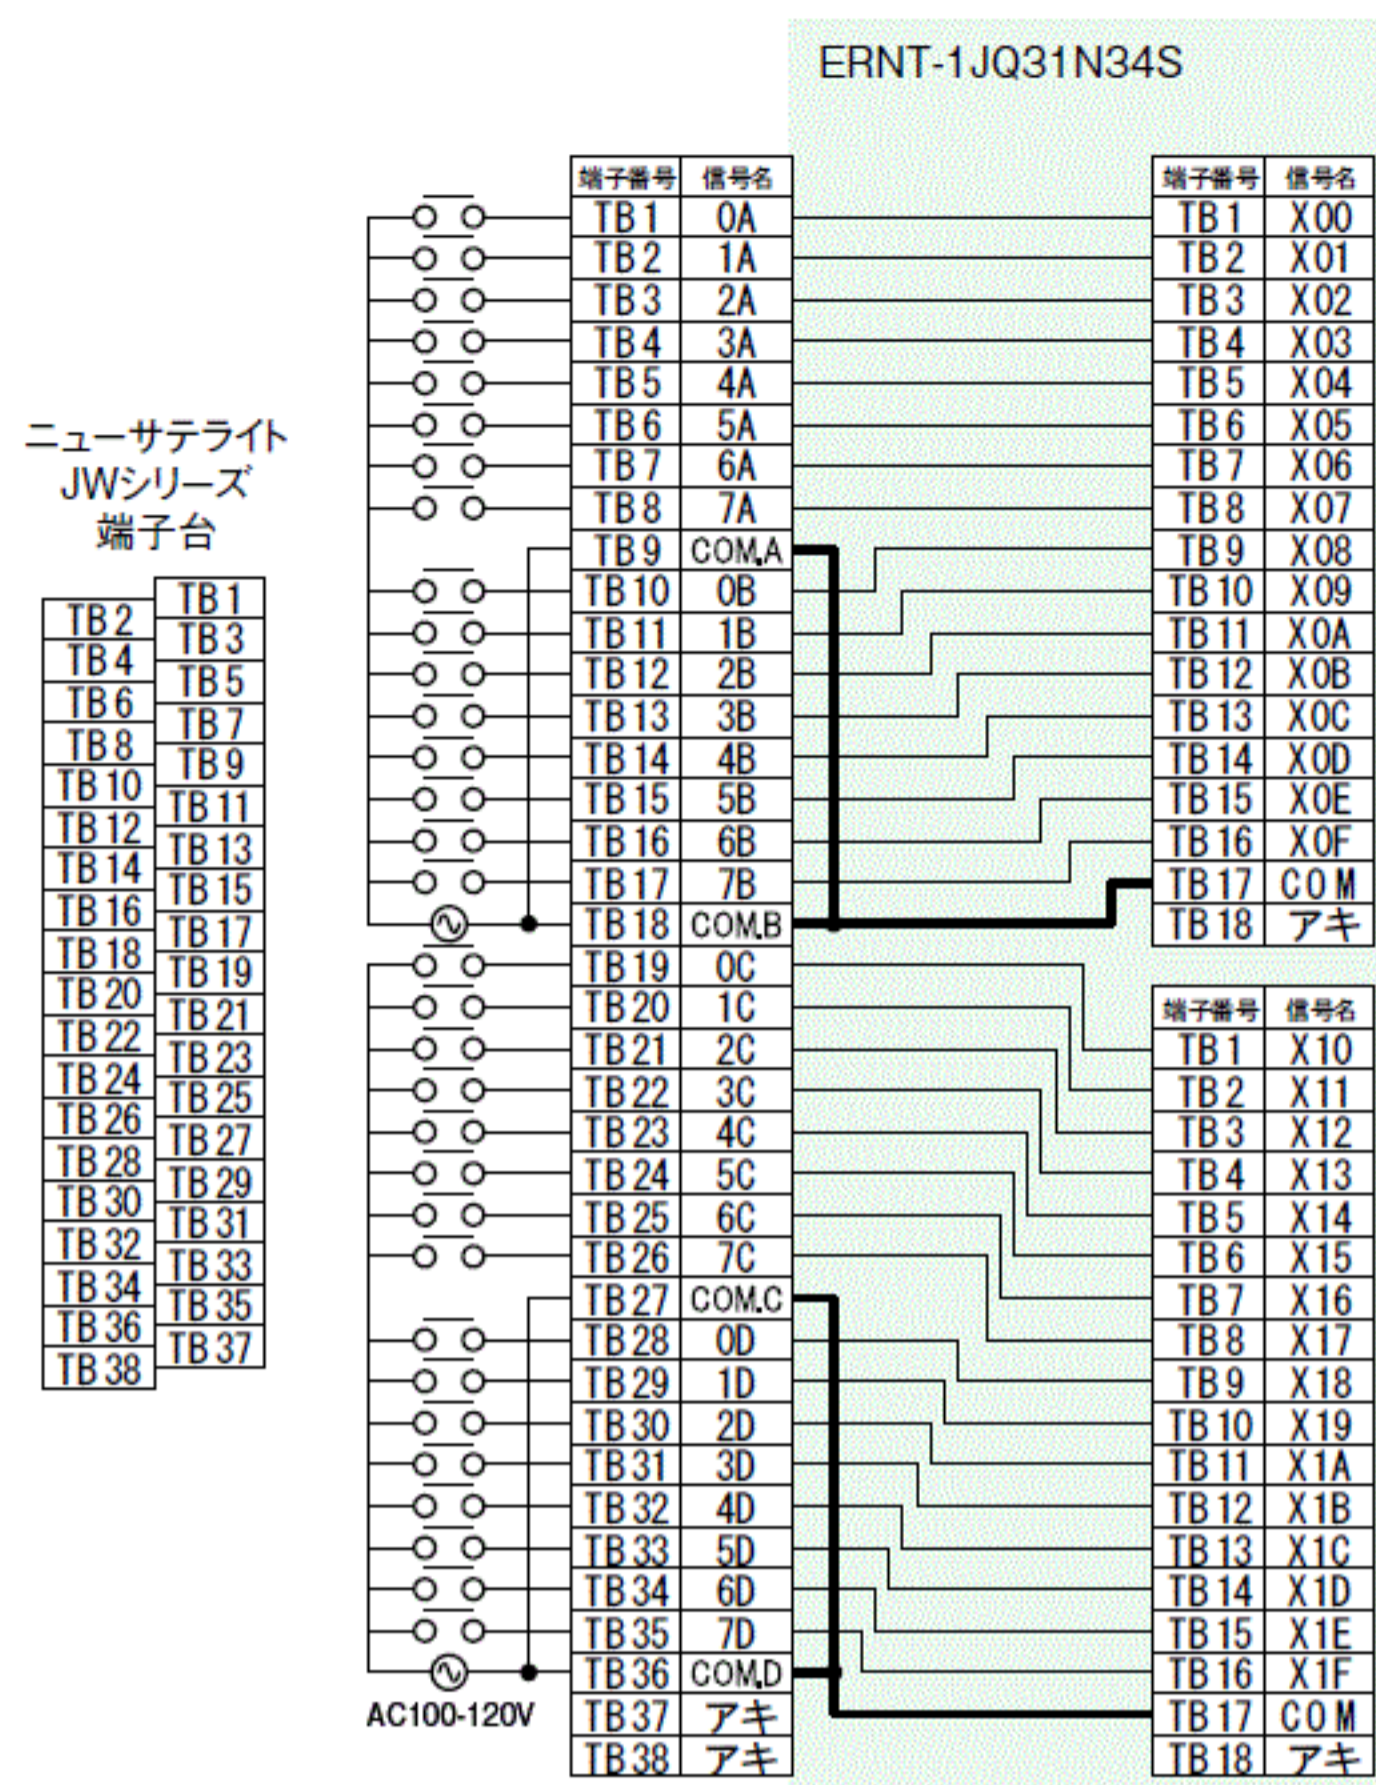 ERNT-1JQ31N34S
ニューサテライト
JWシリーズ
端子台
TB1
TB2
TB3
TB4
TB5
TB6
TB7
TB8
TB9
TB10
TB11
TB12
TB13
TB14
TB15
TB16
TB17
TB18
TB19
TB20
TB21
TB22
TB23
TB24
TB25
TB26
TB27
TB28
TB29
TB30
TB31
TB32
TB33
TB34
TB35
TB36
TB37
TB38
端子番号 信号名
TB1 0A
TB2 1A
TB3 2A
TB4 3A
TB5 4A
TB6 5A
TB7 6A
TB8 7A
TB9 COM.A
TB10 0B
TB11 1B
TB12 2B
TB13 3B
TB14 4B
TB15 5B
TB16 6B
TB17 7B
TB18 COM.B
TB19 0C
TB20 1C
TB21 2C
TB22 3C
TB23 4C
TB24 5C
TB25 6C
TB26 7C
TB27 COM.C
TB28 0D
TB29 1D
TB30 2D
TB31 3D
TB32 4D
TB33 5D
TB34 6D
TB35 7D
TB36 COM.D
TB37 アキ
TB38 アキ
AC100-120V
端子番号 信号名
TB1 X00
TB2 X01
TB3 X02
TB4 X03
TB5 X04
TB6 X05
TB7 X06
TB8 X07
TB9 X08
TB10 X09
TB11 X0A
TB12 X0B
TB13 X0C
TB14 X0D
TB15 X0E
TB16 X0F
TB17 COM
TB18 アキ
端子番号 信号名
TB1 X10
TB2 X11
TB3 X12
TB4 X13
TB5 X14
TB6 X15
TB7 X16
TB8 X17
TB9 X18
TB10 X19
TB11 X1A
TB12 X1B
TB13 X1C
TB14 X1D
TB15 X1E
TB16 X1F
TB17 COM
TB18 アキ